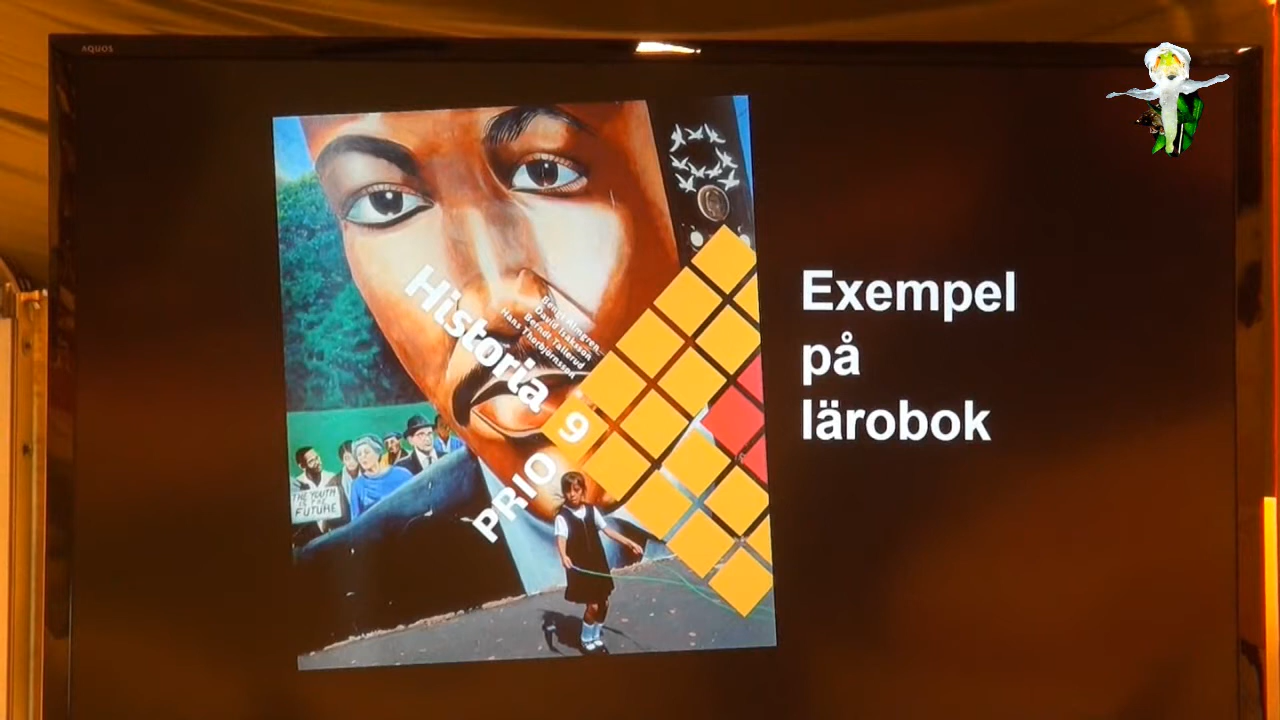 AQUOS
Exempel
på
lärobok
Historia 9
PRIO
Bengt Almgren
David Isaksson
Berndt Tallerud
Hans Thorbjörnsson
THE YOUTH
IS THE
FUTURE